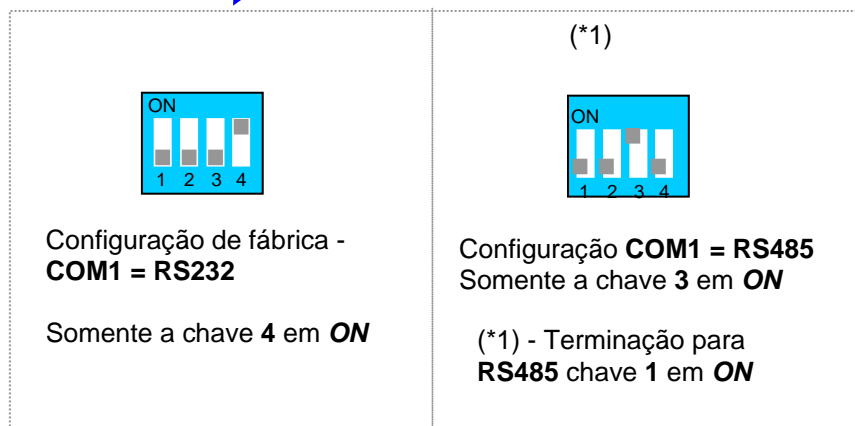 ON
1 2 3 4
Configuração de fábrica -
COM1 = RS232
Somente a chave 4 em ON
(*1)
ON
1 2 3 4
Configuração COM1 = RS485
Somente a chave 3 em ON
(*1) - Terminação para
RS485 chave 1 em ON